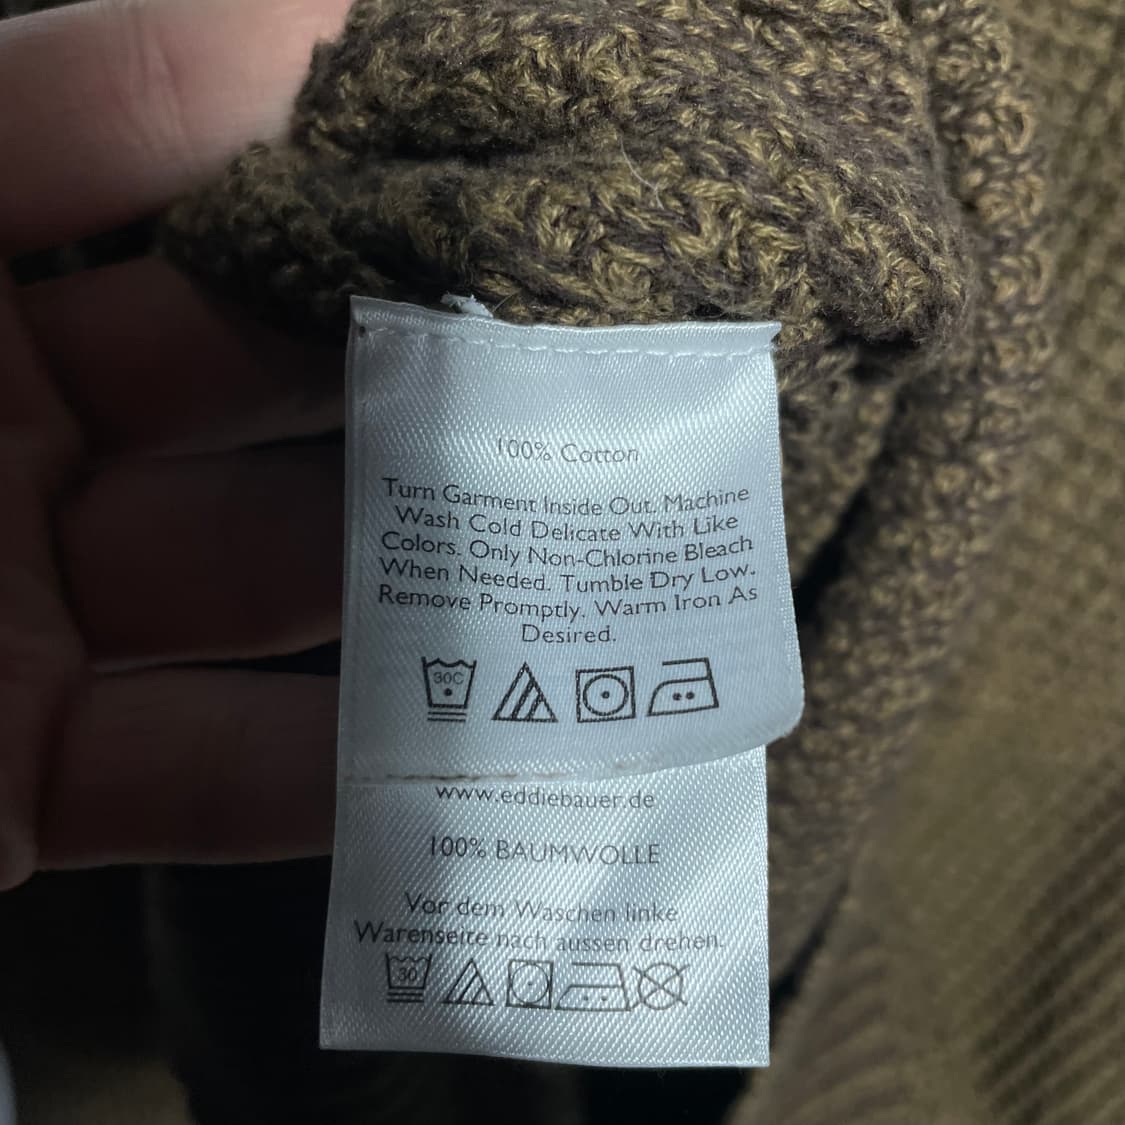 100% Cotton
Turn Garment Inside Out. Machine
Wash Cold Delicate With Like
Colors. Only Non-Chlorine Bleach
When Needed. Tumble Dry Low.
Remove Promptly. Warm Iron As
Desired.
30C
www.eddiebauer.de
100% BAUMWOLLE
Vor dem Waschen linke
Warenseite nach aussen drehen.
30